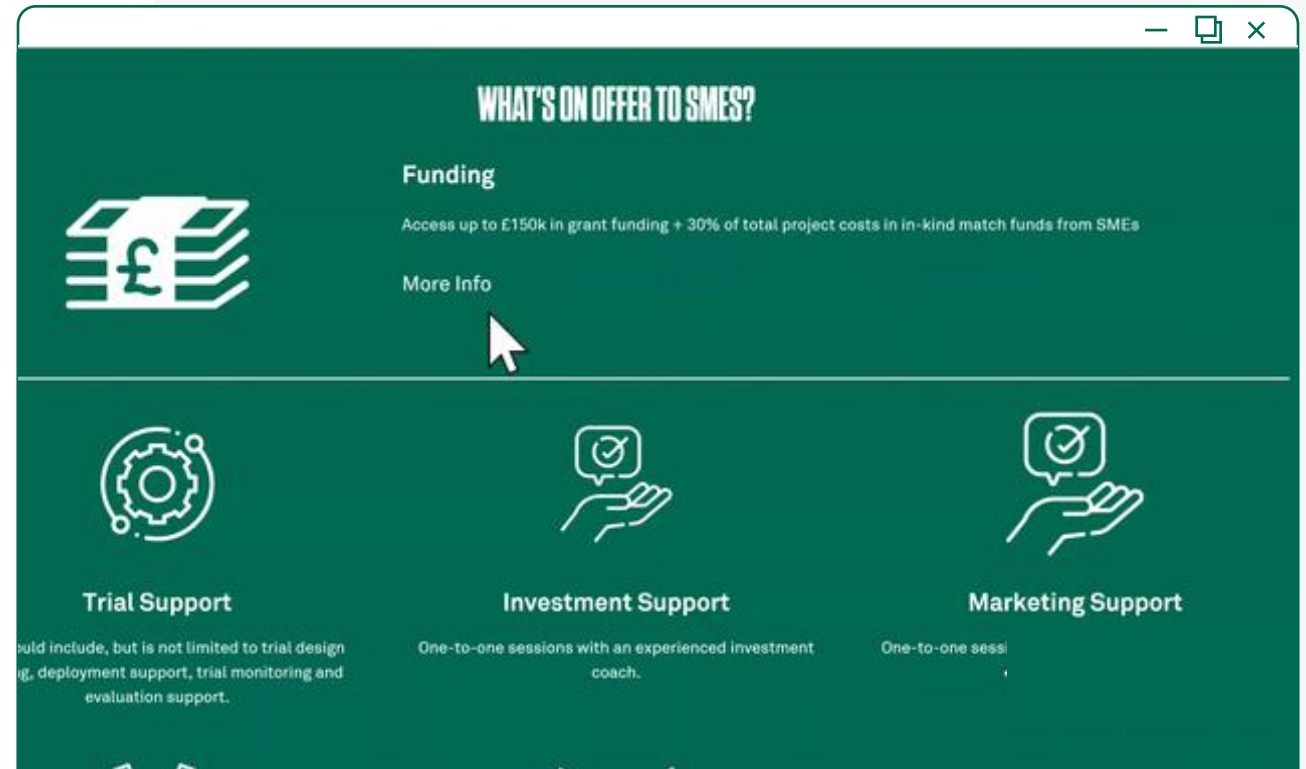 WHAT'S ON OFFER TO SMES?
Funding
Access up to £150k in grant funding + 30% of total project costs in in-kind match funds from SMEs
More Info
£
Trial Support
include, but is not limited to trial design
deployment support, trial monitoring and
evaluation support.
Investment Support
One-to-one sessions with an experienced investment
coach.
Marketing Support
One-to-one